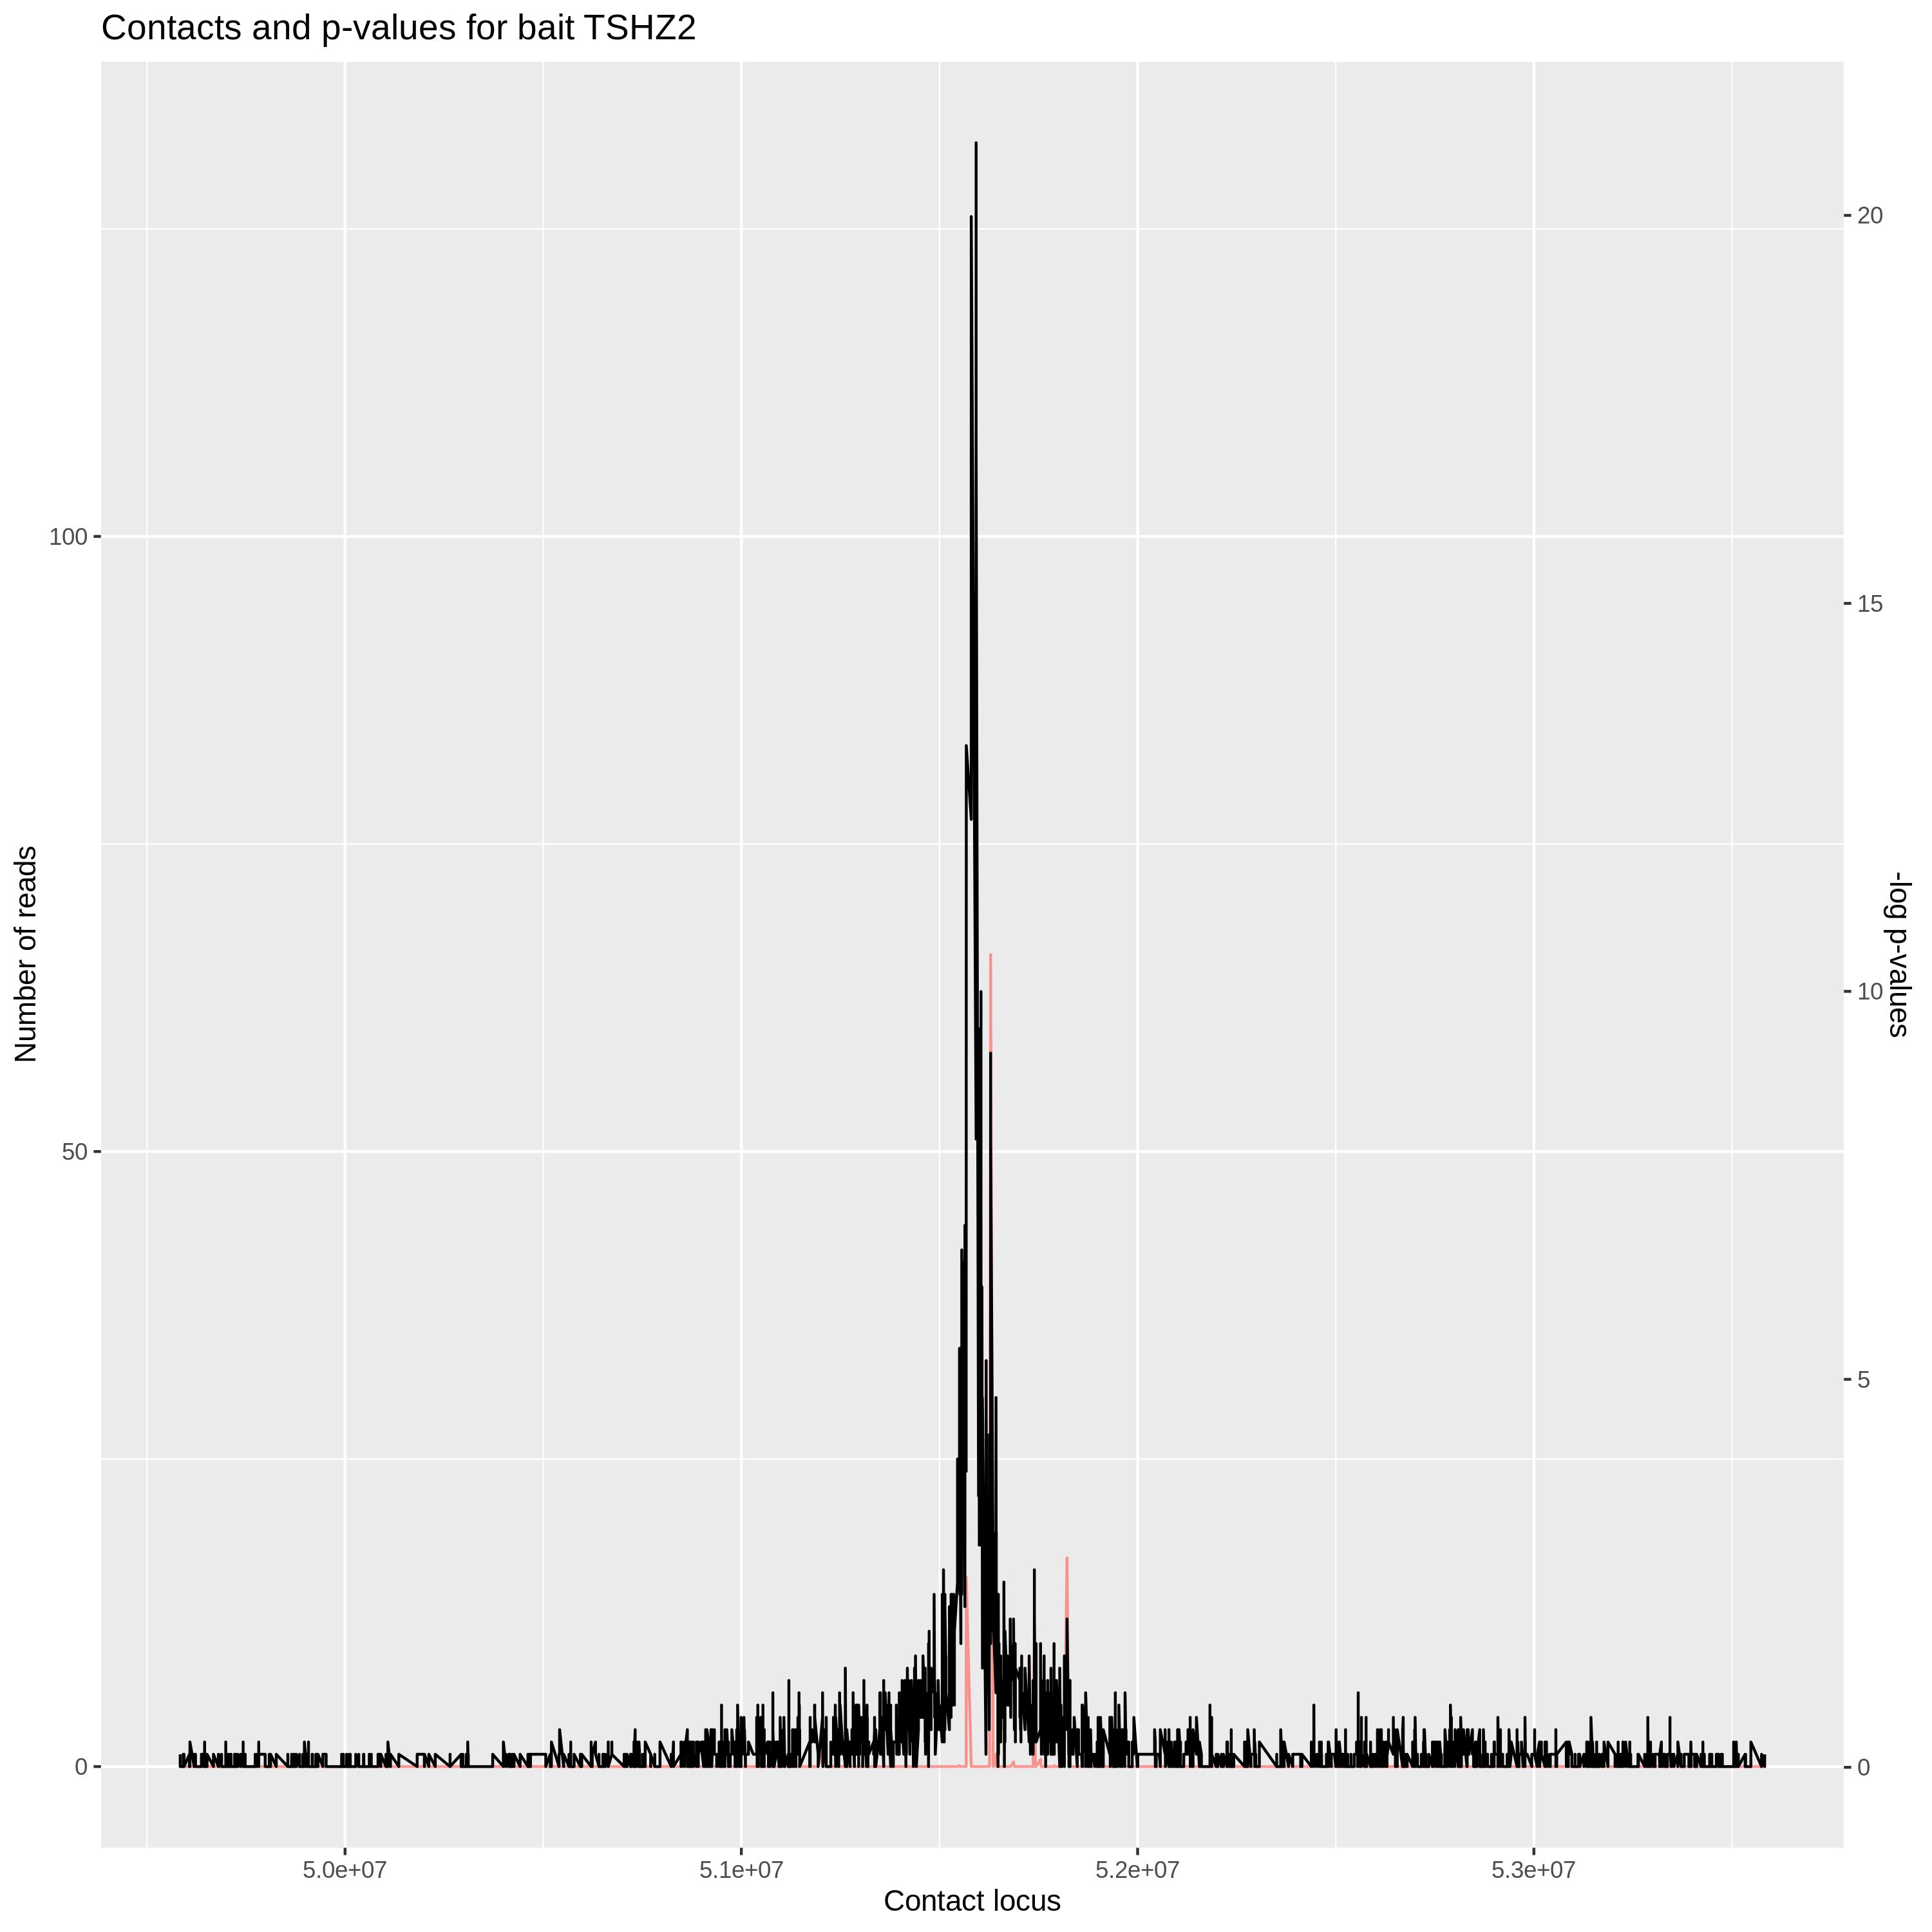 Contacts and p-values for bait TSHZ2
Number of reads
100
50
0
20
15
10
5
0
-log p-values
5.0e+07
5.1e+07
5.2e+07
5.3e+07
Contact locus